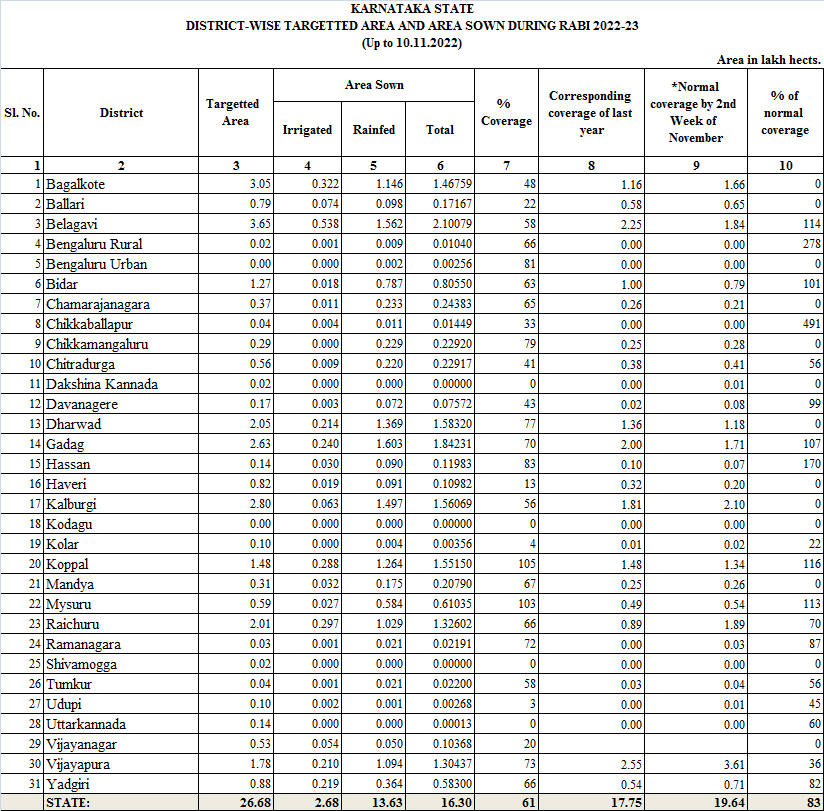 KARNATAKA STATE
DISTRICT-WISE TARGETTED AREA AND AREA SOWN DURING RABI 2022-23
(Up to 10.11.2022)
Area in lakh hects.
Sl. No. District Targetted Area Area Sown Irrigated Rainfed Total % Coverage Corresponding coverage of last year *Normal coverage by 2nd Week of November % of normal coverage
1 2 3 4 5 6 7 8 9 10
1 Bagalkote 3.05 0.322 1.146 1.46759 48 1.16 1.66 0
2 Ballari 0.79 0.074 0.098 0.17167 22 0.58 0.65 0
3 Belagavi 3.65 0.538 1.562 2.10079 58 2.25 1.84 114
4 Bengaluru Rural 0.02 0.001 0.009 0.01040 66 0.00 0.00 278
5 Bengaluru Urban 0.00 0.000 0.002 0.00256 81 0.00 0.00 0
6 Bidar 1.27 0.018 0.787 0.80550 63 1.00 0.79 101
7 Chamarajanagara 0.37 0.011 0.233 0.24383 65 0.26 0.21 0
8 Chikkaballapur 0.04 0.004 0.011 0.01449 33 0.00 0.00 491
9 Chikkamangaluru 0.29 0.000 0.229 0.22920 79 0.25 0.28 0
10 Chitradurga 0.56 0.009 0.220 0.22917 41 0.38 0.41 56
11 Dakshina Kannada 0.02 0.000 0.000 0.00000 0 0.00 0.01 0
12 Davanagere 0.17 0.003 0.072 0.07572 43 0.02 0.08 99
13 Dharwad 2.05 0.214 1.369 1.58320 77 1.36 1.18 0
14 Gadag 2.63 0.240 1.603 1.84231 70 2.00 1.71 107
15 Hassan 0.14 0.030 0.090 0.11983 83 0.10 0.07 170
16 Haveri 0.82 0.019 0.091 0.10982 13 0.32 0.20 0
17 Kalburgi 2.80 0.063 1.497 1.56069 56 1.81 2.10 0
18 Kodagu 0.00 0.000 0.000 0.00000 0 0.00 0.00 0
19 Kolar 0.10 0.000 0.004 0.00356 4 0.01 0.02 22
20 Koppal 1.48 0.288 1.264 1.55150 105 1.48 1.34 116
21 Mandya 0.31 0.032 0.175 0.20790 67 0.25 0.26 0
22 Mysuru 0.59 0.027 0.584 0.61035 103 0.49 0.54 113
23 Raichuru 2.01 0.297 1.029 1.32602 66 0.89 1.89 70
24 Ramanagara 0.03 0.001 0.021 0.02191 72 0.00 0.03 87
25 Shivamogga 0.02 0.000 0.000 0.00000 0 0.00 0.00 0
26 Tumkur 0.04 0.001 0.021 0.02200 58 0.03 0.04 56
27 Udupi 0.10 0.002 0.001 0.00268 3 0.00 0.01 45
28 Uttarkannada 0.14 0.000 0.000 0.00013 0 0.00 0.00 60
29 Vijayanagar 0.53 0.054 0.050 0.10368 20 0
30 Vijayapura 1.78 0.210 1.094 1.30437 73 2.55 3.61 36
31 Yadgiri 0.88 0.219 0.364 0.58300 66 0.54 0.71 82
STATE: 26.68 2.68 13.63 16.30 61 17.75 19.64 83